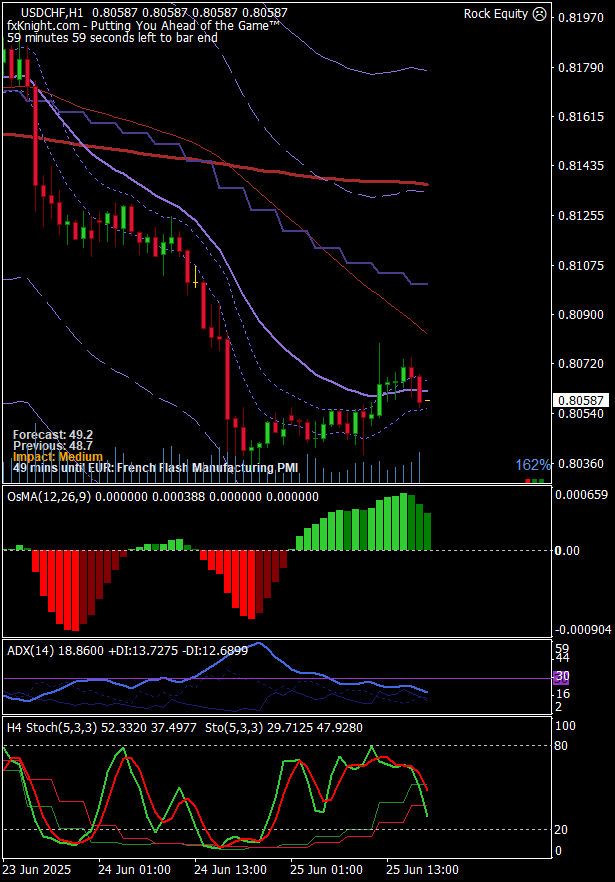 USDCHF,H1 0.80587 0.80587 0.80587 0.80587
Rock Equity ☹
fxKnight.com - Putting You Ahead of the Game™
59 minutes 59 seconds left to bar end
0.81970
0.81790
0.81615
0.81435
0.81255
0.81075
0.80900
0.80720
0.80587
0.80540
0.80360
Forecast: 49.2
Previous: 48.7
Impact: Medium
49 mins until EUR: French Flash Manufacturing PMI
162%
OsMA(12,26,9) 0.000000 0.000388 0.000000 0.000000
0.000659
0.00
-0.000904
ADX(14) 18.8600 +DI:13.7275 -DI:12.6899
59
44
30
16
2
H4 Stoch(5,3,3) 52.3320 37.4977 Sto(5,3,3) 29.7125 47.9280
100
80
20
0
23 Jun 2025
24 Jun 01:00
24 Jun 13:00
25 Jun 01:00
25 Jun 13:00